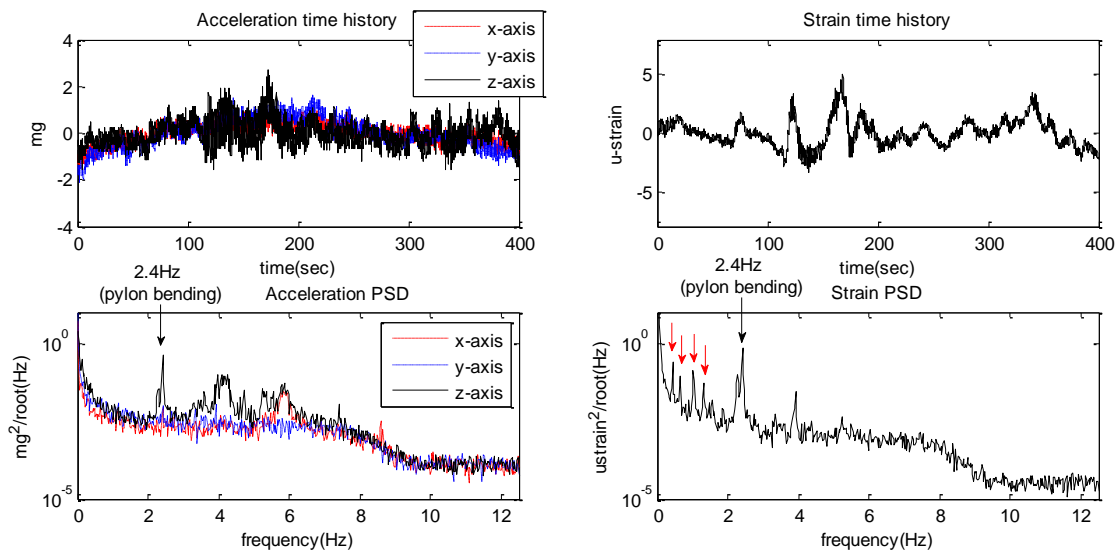 Acceleration time history
x-axis
y-axis
z-axis
4
2
0
-2
-4
mg
0
100
200
300
400
time(sec)
Strain time history
5
0
-5
u-strain
0
100
200
300
400
time(sec)
2.4Hz
(pylon bending)
Acceleration PSD
x-axis
y-axis
z-axis
10^0
10^-5
mg^2/root(Hz)
0
2
4
6
8
10
12
frequency(Hz)
2.4Hz
(pylon bending)
Strain PSD
10^0
10^-5
ustrain^2/root(Hz)
0
2
4
6
8
10
12
frequency(Hz)